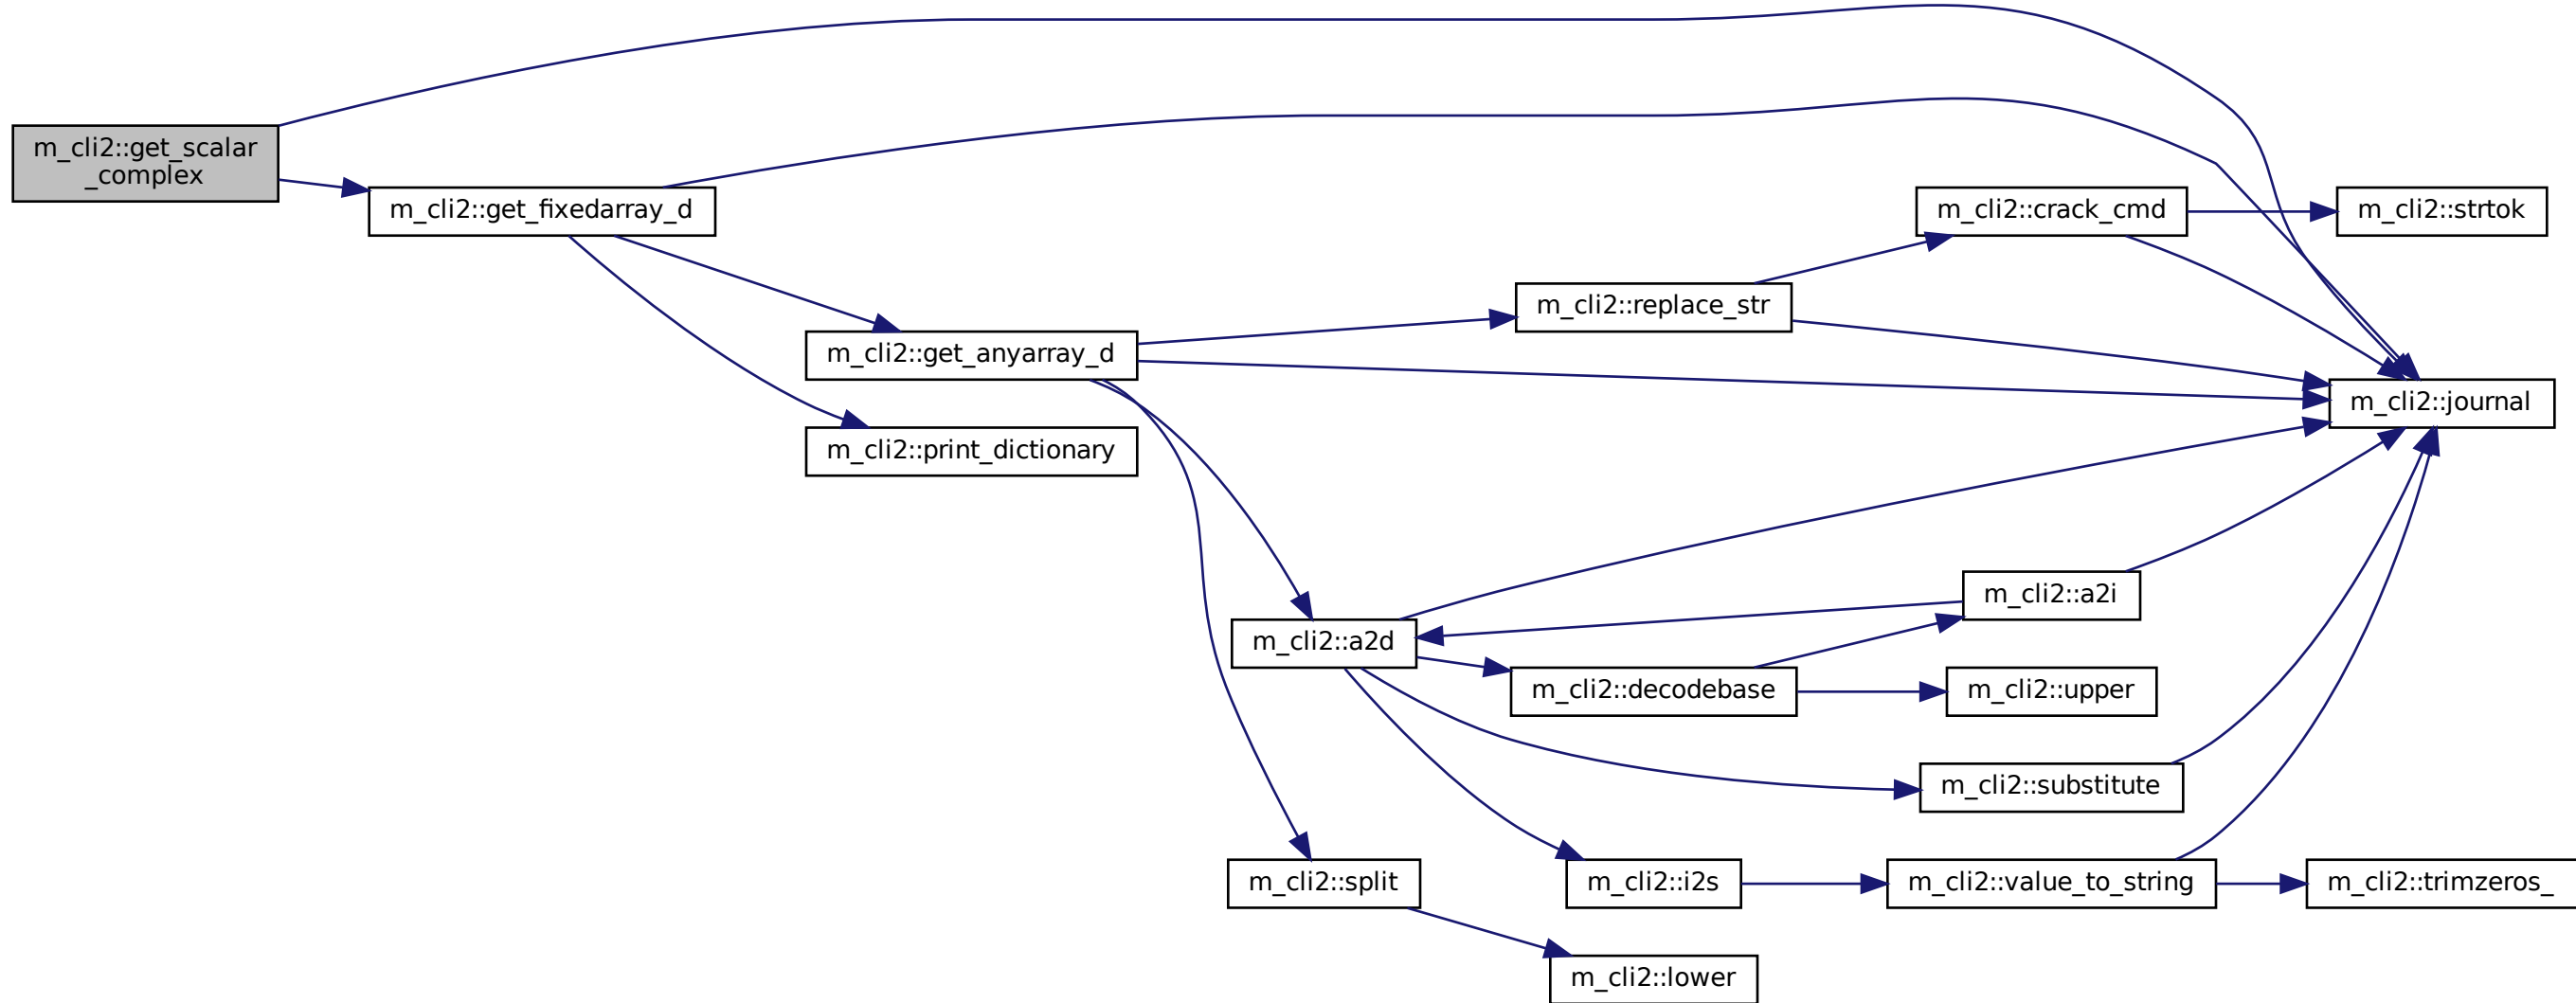 m_cli2::get_scalar
_complex
m_cli2::get_fixedarray_d
m_cli2::crack_cmd
m_cli2::strtok
m_cli2::replace_str
m_cli2::get_anyarray_d
m_cli2::journal
m_cli2::print_dictionary
m_cli2::a2i
m_cli2::a2d
m_cli2::decodebase
m_cli2::upper
m_cli2::substitute
m_cli2::split
m_cli2::i2s
m_cli2::value_to_string
m_cli2::trimzeros_
m_cli2::lower